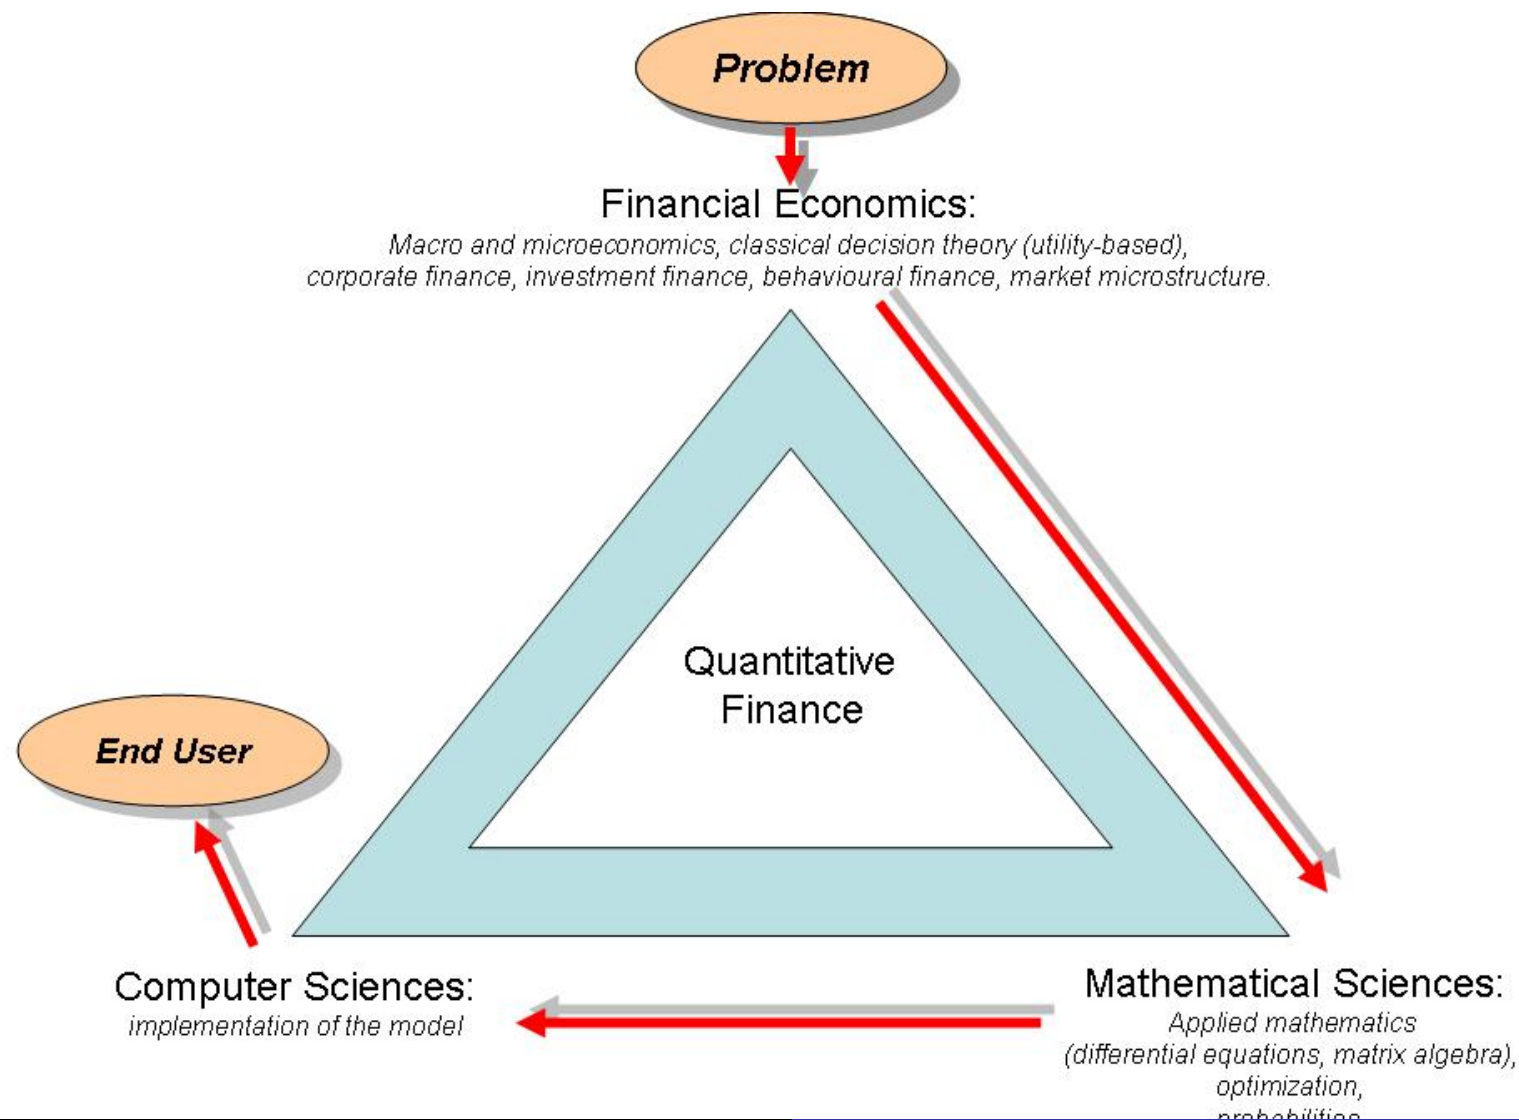 Problem
Financial Economics:
Macro and microeconomics, classical decision theory (utility-based),
corporate finance, investment finance, behavioural finance, market microstructure.
Quantitative
Finance
End User
Computer Sciences:
implementation of the model
Mathematical Sciences:
Applied mathematics
(differential equations, matrix algebra),
optimization,
probabilities